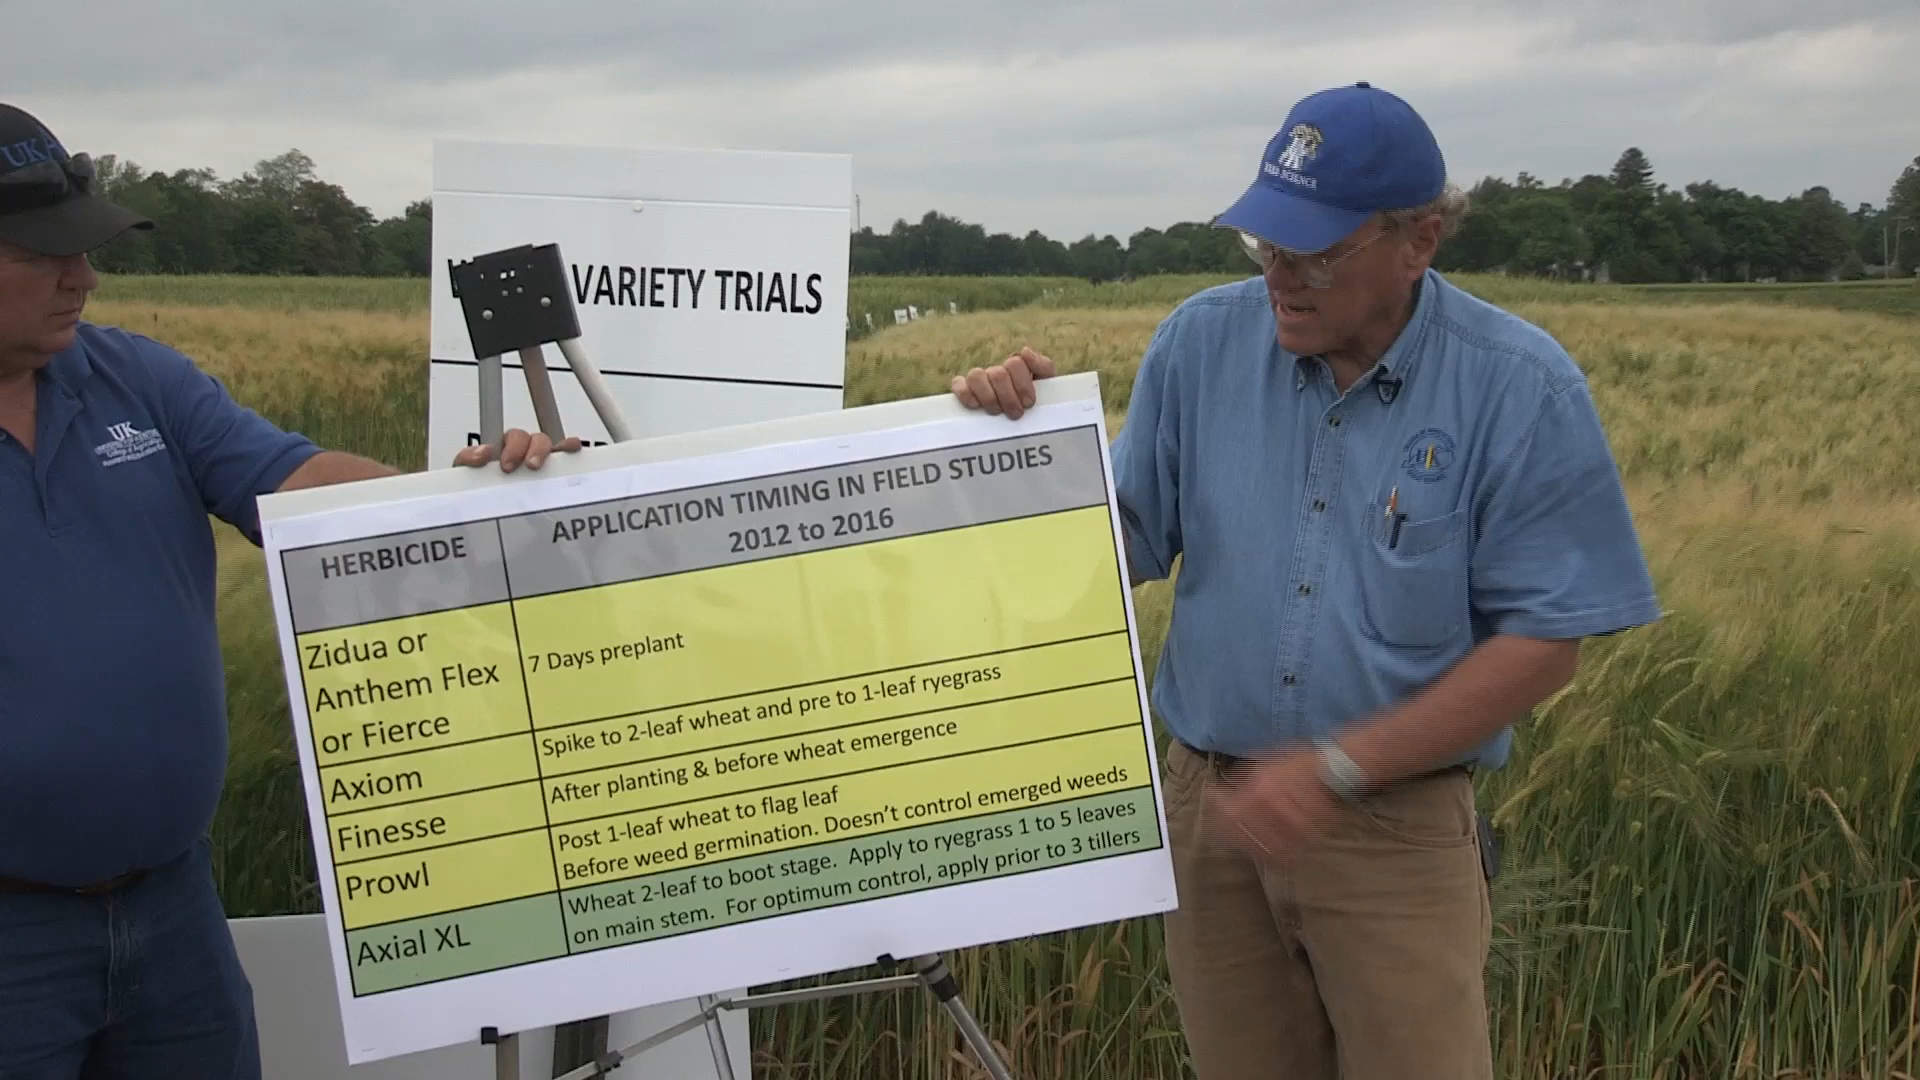 UK
VARIETY TRIALS
UK
HERBICIDE
APPLICATION TIMING IN FIELD STUDIES
2012 to 2016
Zidua or
Anthem Flex
or Fierce
7 Days preplant
Axiom
Spike to 2-leaf wheat and pre to 1-leaf ryegrass
Finesse
After planting & before wheat emergence
Prowl
Post 1-leaf wheat to flag leaf
Before weed germination. Doesn't control emerged weeds
Axial XL
Wheat 2-leaf to boot stage. Apply to ryegrass 1 to 5 leaves
on main stem. For optimum control, apply prior to 3 tillers